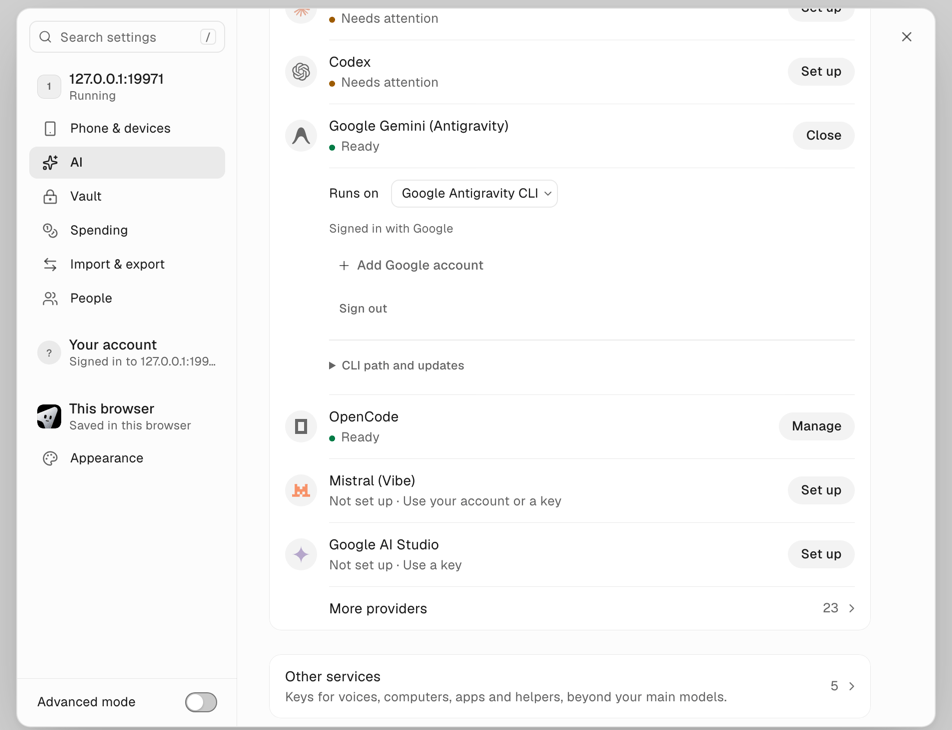 Search settings
/
1
127.0.0.1:19971
Running
Phone & devices
AI
Vault
Spending
Import & export
People
?
Your account
Signed in to 127.0.0.1:199…
This browser
Saved in this browser
Appearance
Advanced mode
Needs attention
Set up
Codex
Needs attention
Set up
Google Gemini (Antigravity)
Ready
Close
Runs on
Google Antigravity CLI
Signed in with Google
+ Add Google account
Sign out
CLI path and updates
OpenCode
Ready
Manage
Mistral (Vibe)
Not set up · Use your account or a key
Set up
Google AI Studio
Not set up · Use a key
Set up
More providers
23
Other services
Keys for voices, computers, apps and helpers, beyond your main models.
5